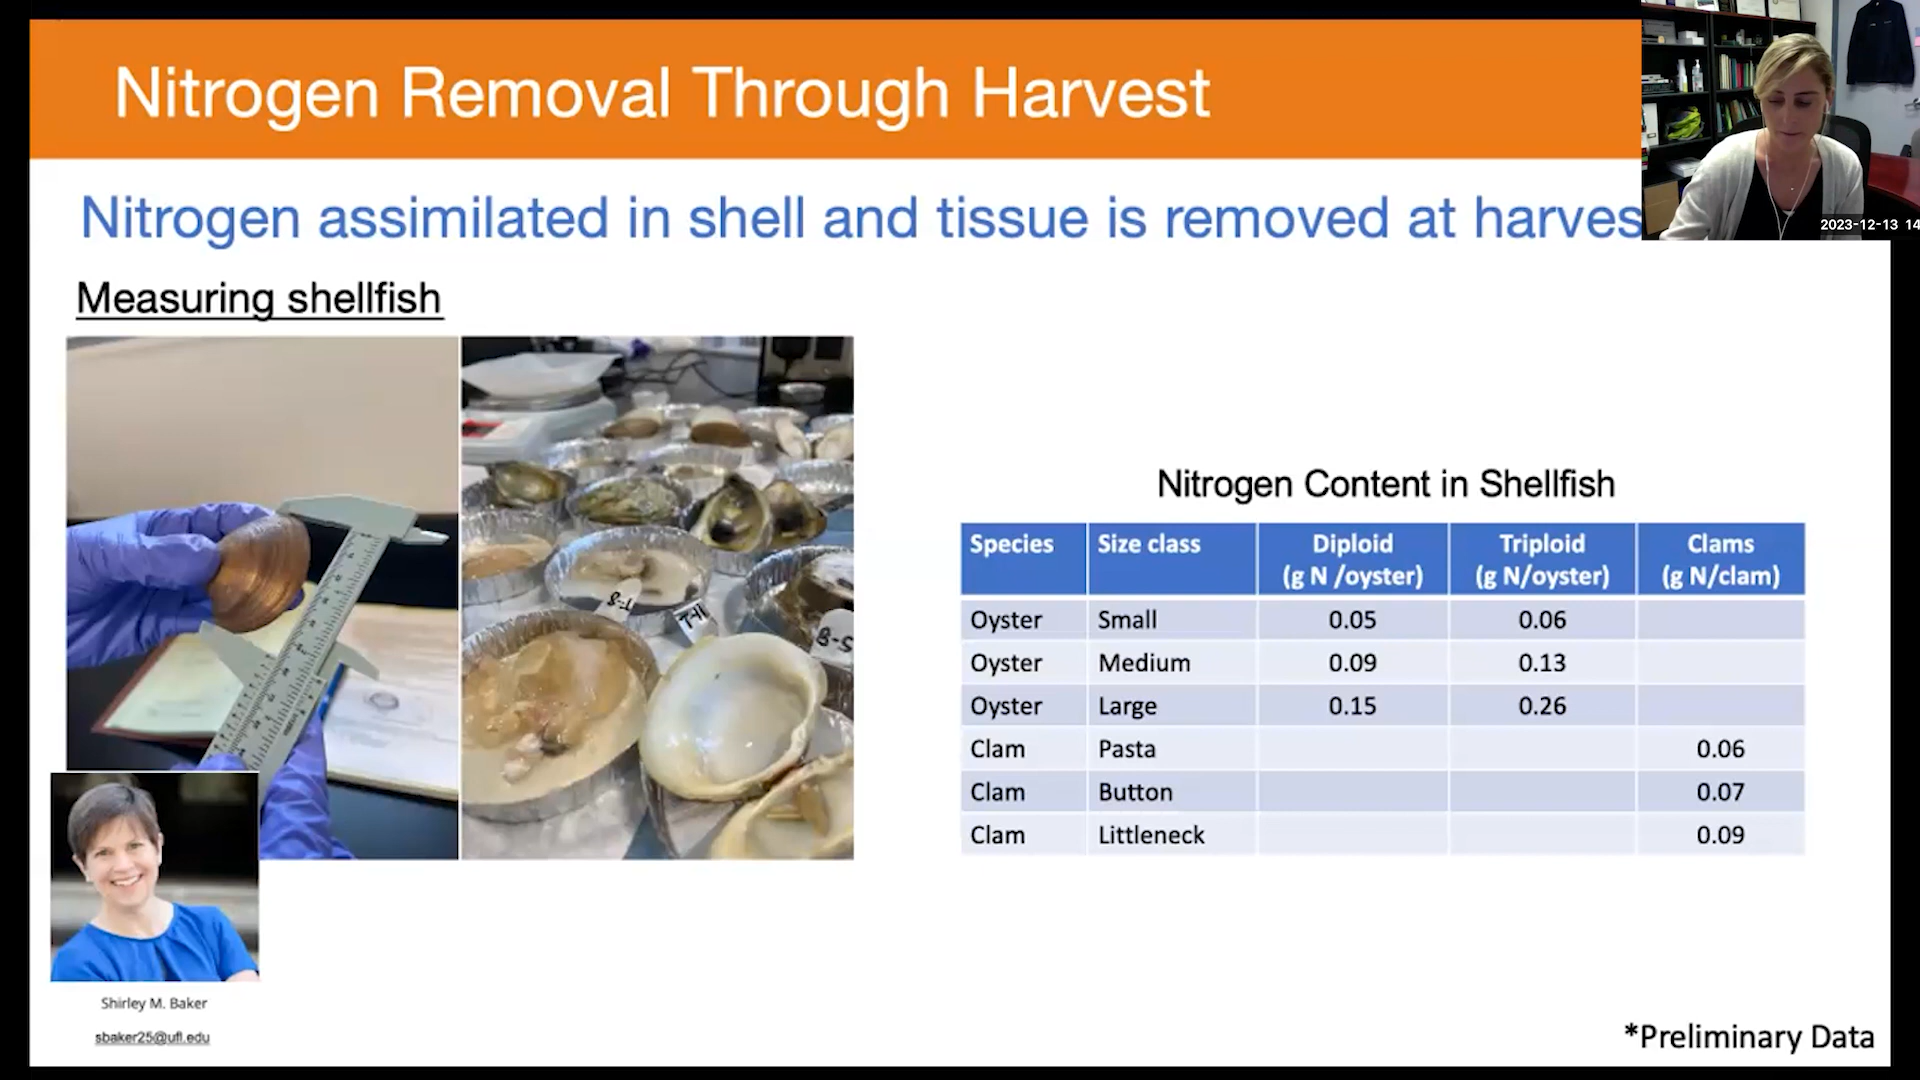 Nitrogen Removal Through Harvest
2023-12-13 14
Nitrogen assimilated in shell and tissue is removed at harves
Measuring shellfish
8-L
T-11
B-5
Nitrogen Content in Shellfish
Species Size class Diploid (g N /oyster) Triploid (g N/oyster) Clams (g N/clam)
Oyster Small 0.05 0.06
Oyster Medium 0.09 0.13
Oyster Large 0.15 0.26
Clam Pasta 0.06
Clam Button 0.07
Clam Littleneck 0.09
Shirley M. Baker
sbaker25@ufl.edu
*Preliminary Data